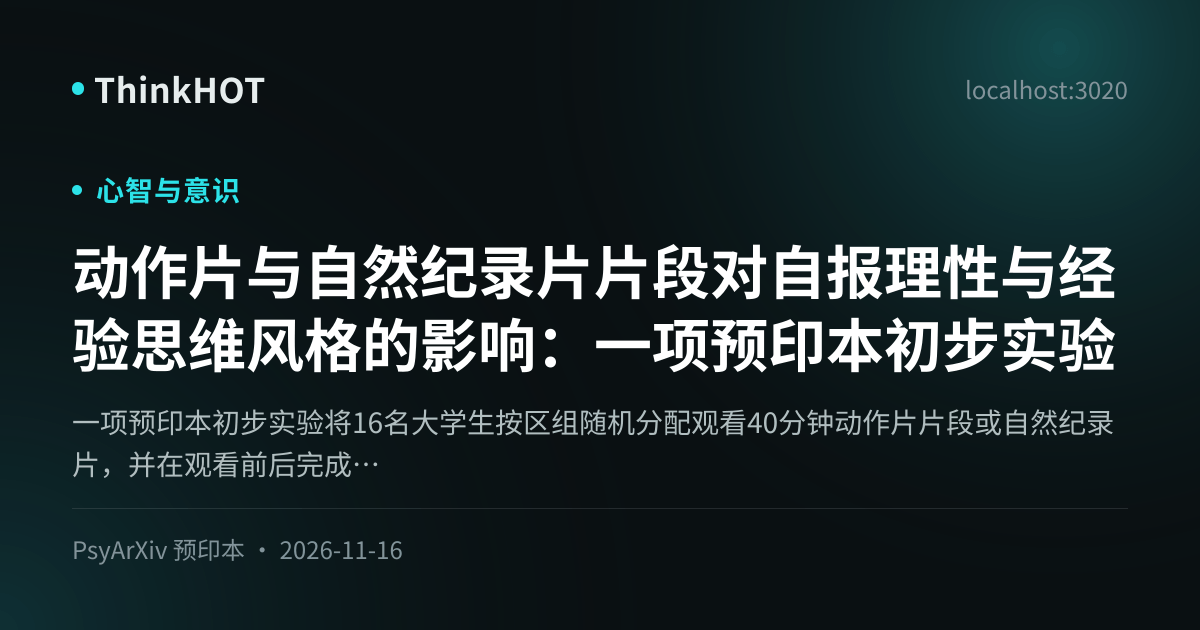 ThinkHOT
localhost:3020
心智与意识
动作片与自然纪录片片段对自报理性与经
验思维风格的影响：一项预印本初步实验
一项预印本初步实验将16名大学生按区组随机分配观看40分钟动作片片段或自然纪录
片，并在观看前后完成…
PsyArXiv 预印本 · 2026-11-16